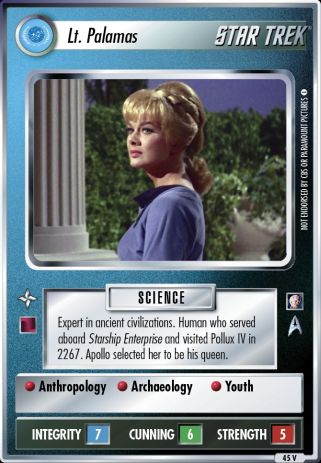 Lt. Palamas
STAR TREK
NOT ENDORSED BY CBS OR PARAMOUNT PICTURES
SCIENCE
Expert in ancient civilizations. Human who served
aboard Starship Enterprise and visited Pollux IV in
2267. Apollo selected her to be his queen.
Anthropology Archaeology Youth
INTEGRITY 7 CUNNING 6 STRENGTH 5
45 V